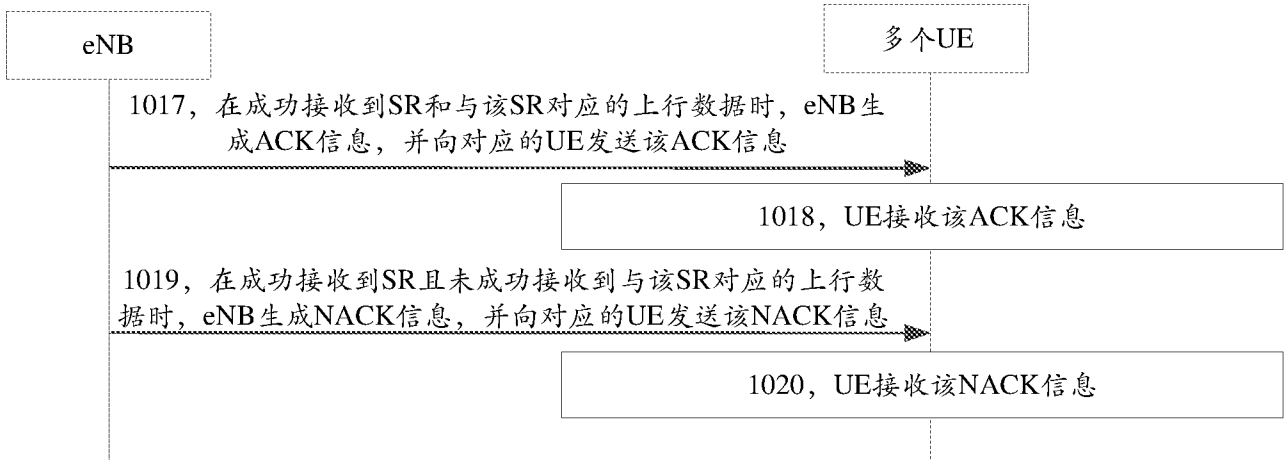 eNB
多个UE
1017，在成功接收到SR和与该SR对应的上行数据时，eNB生
成ACK信息，并向对应的UE发送该ACK信息
1018，UE接收该ACK信息
1019，在成功接收到SR且未成功接收到与该SR对应的上行数
据时，eNB生成NACK信息，并向对应的UE发送该NACK信息
1020，UE接收该NACK信息